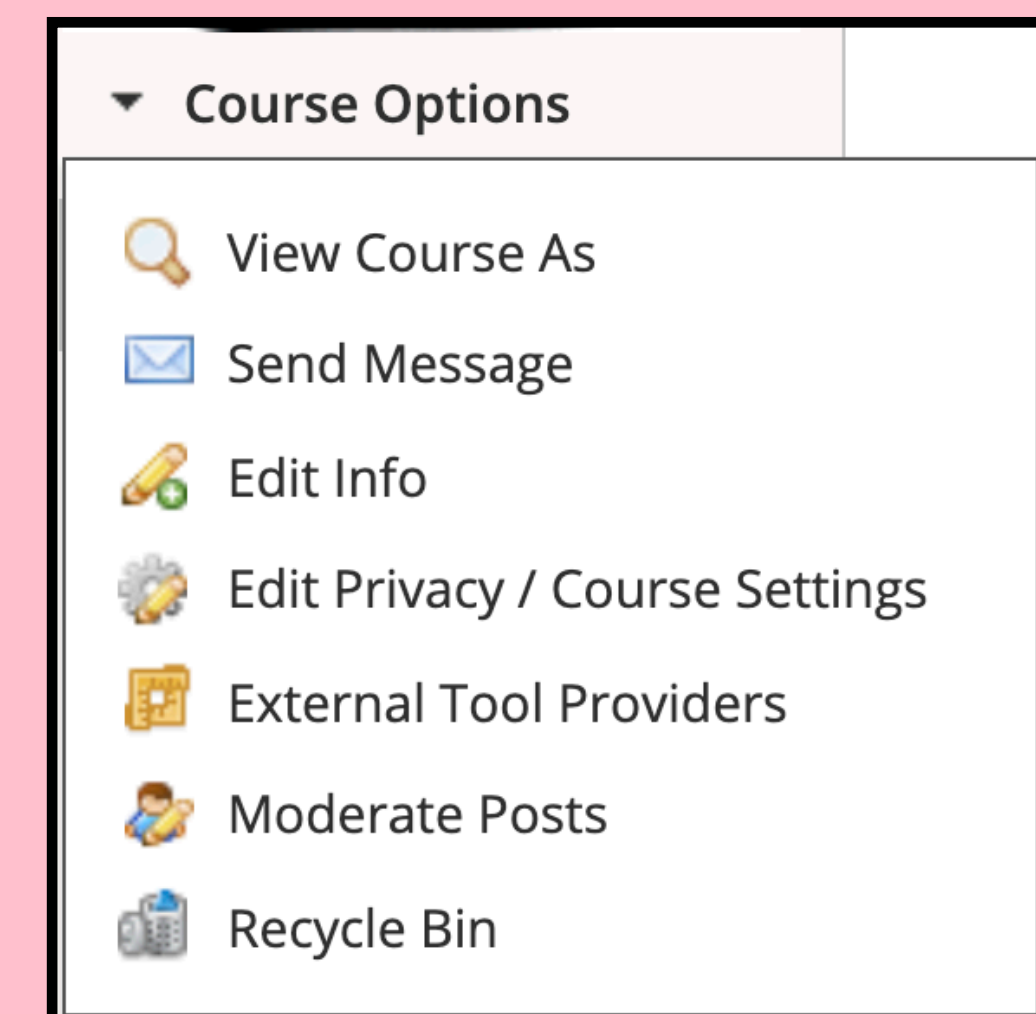 Course Options
View Course As
Send Message
Edit Info
Edit Privacy / Course Settings
External Tool Providers
Moderate Posts
Recycle Bin